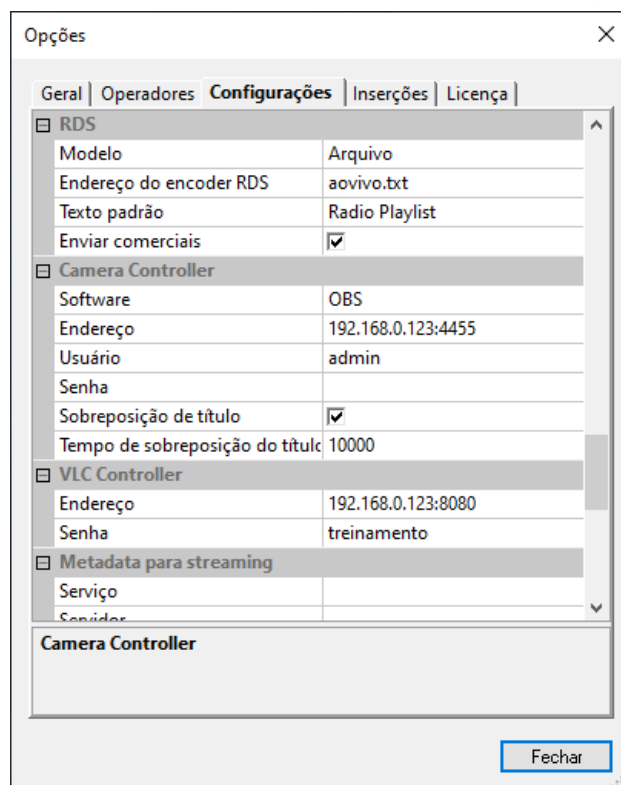 Opções
Geral Operadores Configurações Inserções Licença
RDS
Modelo Arquivo
Endereço do encoder RDS aovivo.txt
Texto padrão Radio Playlist
Enviar comerciais
Camera Controller
Software OBS
Endereço 192.168.0.123:4455
Usuário admin
Senha
Sobreposição de título
Tempo de sobreposição do títulc 10000
VLC Controller
Endereço 192.168.0.123:8080
Senha treinamento
Metadata para streaming
Serviço
Servidor
Camera Controller
Fechar